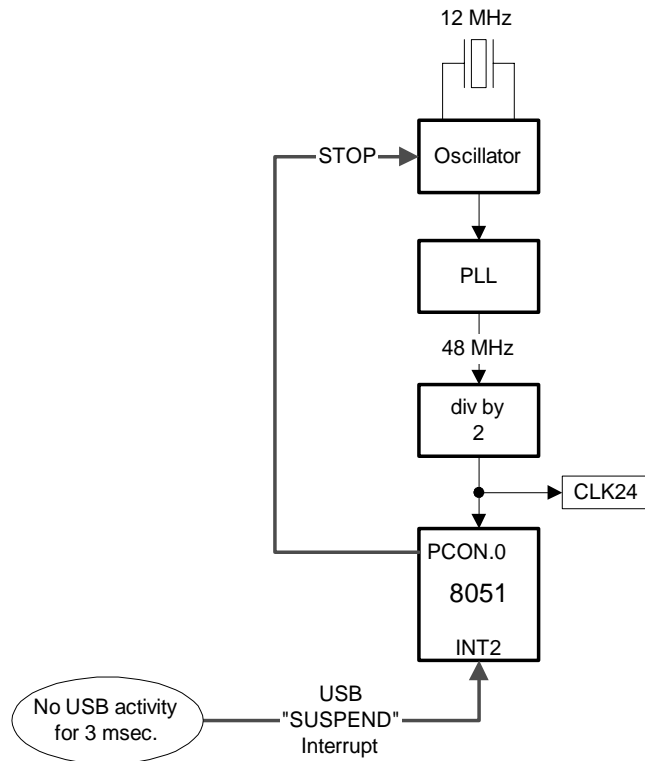 12 MHz
STOP
Oscillator
PLL
48 MHz
div by
2
CLK24
PCON.0
8051
INT2
No USB activity
for 3 msec.
USB
"SUSPEND"
Interrupt